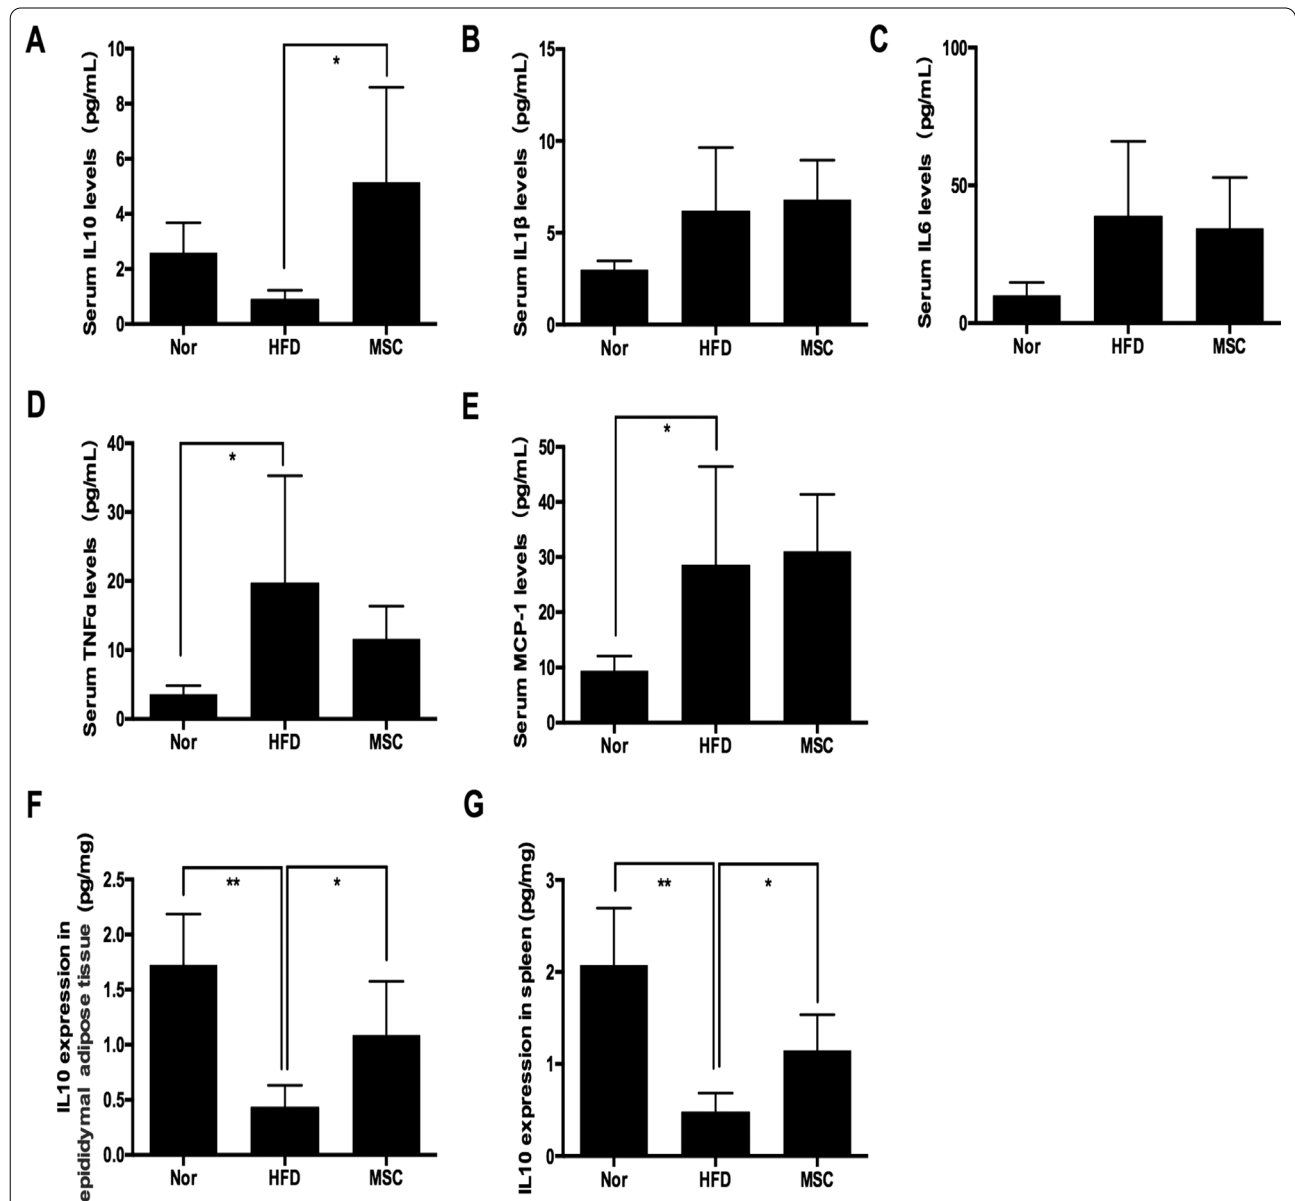 A
Serum IL10 levels (pg/mL)
10
8
6
4
2
0
*
Nor HFD MSC
B
Serum IL1β levels (pg/mL)
15
10
5
0
Nor HFD MSC
C
Serum IL6 levels (pg/mL)
100
50
0
Nor HFD MSC
D
Serum TNFα levels (pg/mL)
40
30
20
10
0
*
Nor HFD MSC
E
Serum MCP-1 levels (pg/mL)
50
40
30
20
10
0
*
Nor HFD MSC
F
IL10 expression in
epididymal adipose tissue (pg/mg)
2.5
2.0
1.5
1.0
0.5
0.0
** *
Nor HFD MSC
G
IL10 expression in spleen (pg/mg)
3
2
1
0
** *
Nor HFD MSC